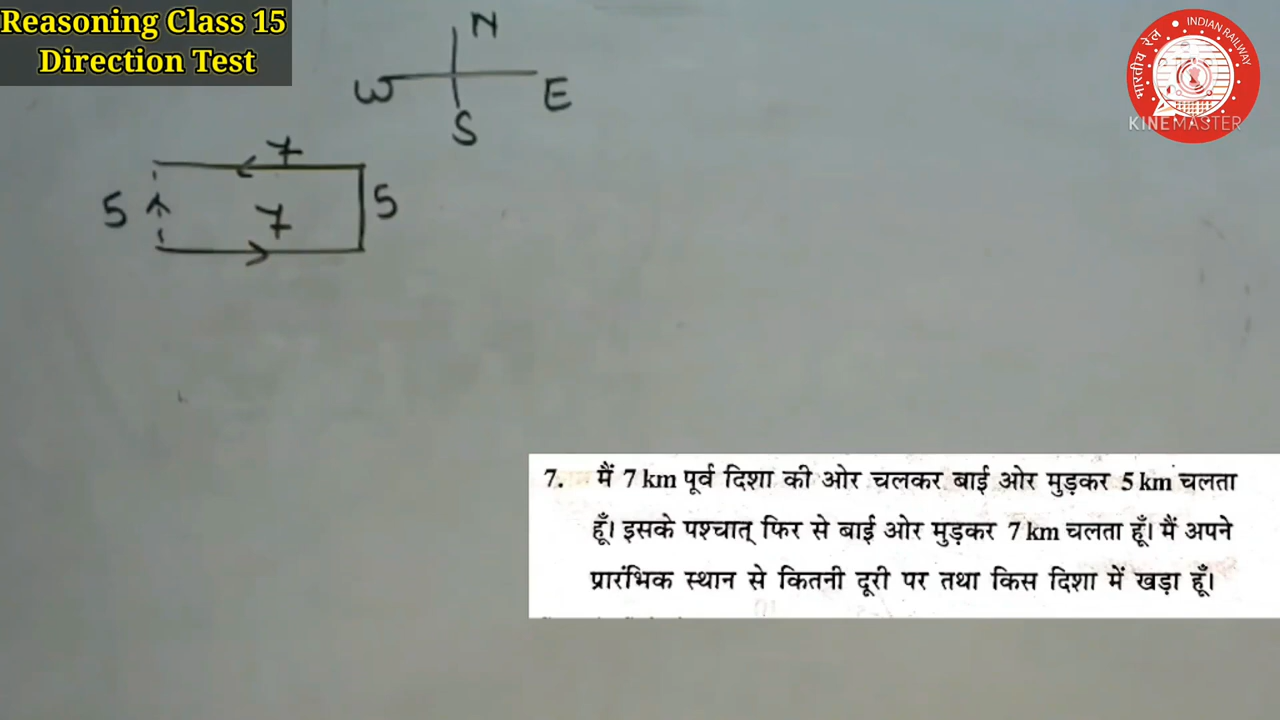 Reasoning Class 15
Direction Test
N
W
E
S
भारतीय रेल
INDIAN RAILWAY
KINEMASTER
7
5
7
5
7. मैं 7 km पूर्व दिशा की ओर चलकर बाई ओर मुड़कर 5 km चलता
हूँ। इसके पश्चात् फिर से बाई ओर मुड़कर 7 km चलता हूँ। मैं अपने
प्रारंभिक स्थान से कितनी दूरी पर तथा किस दिशा में खड़ा हूँ।